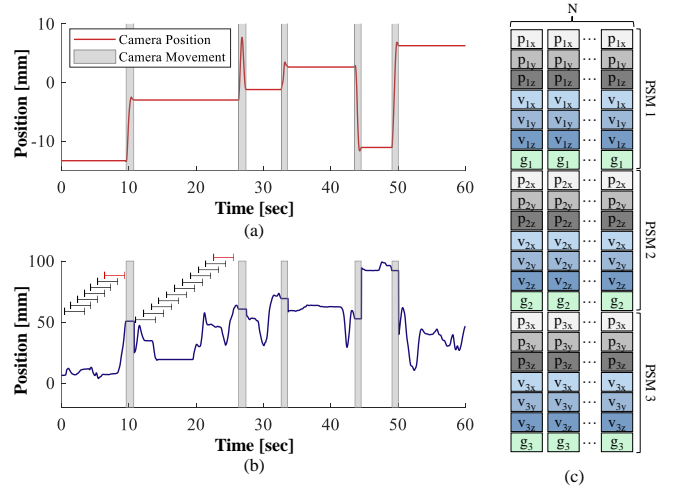 (a)
10
0
-10
Position [mm]
Camera Position
Camera Movement
0 10 20 30 40 50 60
Time [sec]
(a)
100
50
0
Position [mm]
0 10 20 30 40 50 60
Time [sec]
(b)
N
p1x p1x ··· p1x
p1y p1y ··· p1y
p1z p1z ··· p1z
v1x v1x ··· v1x
v1y v1y ··· v1y
v1z v1z ··· v1z
g1 g1 ··· g1
PSM 1
p2x p2x ··· p2x
p2y p2y ··· p2y
p2z p2z ··· p2z
v2x v2x ··· v2x
v2y v2y ··· v2y
v2z v2z ··· v2z
g2 g2 ··· g2
PSM 2
p3x p3x ··· p3x
p3y p3y ··· p3y
p3z p3z ··· p3z
v3x v3x ··· v3x
v3y v3y ··· v3y
v3z v3z ··· v3z
g3 g3 ··· g3
PSM 3
(c)